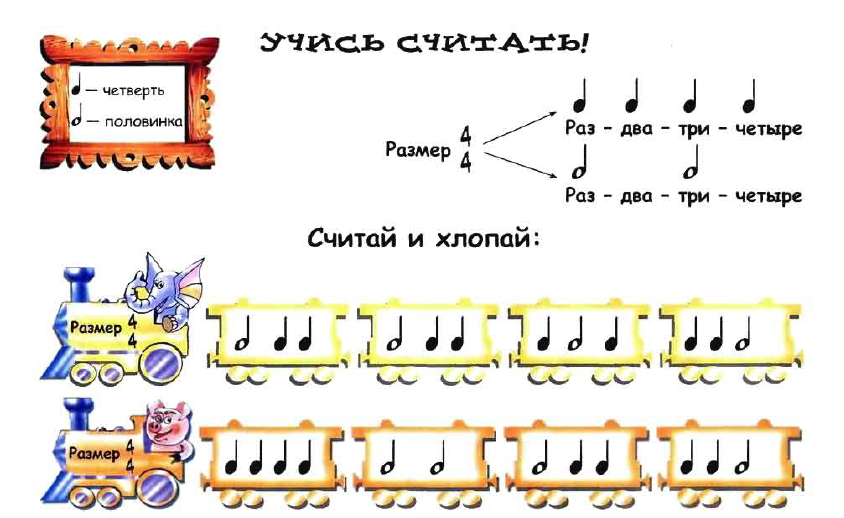 УЧИСЬ СЧИТАТЬ!
– четверть
– половинка
Размер 4 4
Раз – два – три – четыре
Раз – два – три – четыре
Считай и хлопай:
Размер 4 4
Размер 4 4